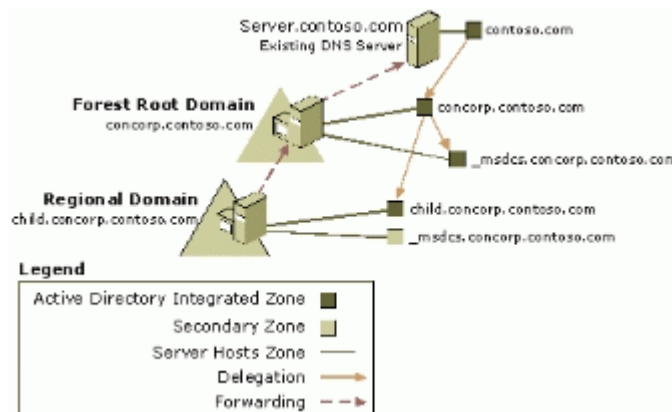 Server.contoso.com
Existing DNS Server
contoso.com
Forest Root Domain
concorp.contoso.com
concorp.contoso.com
_msdcs.concorp.contoso.com
Regional Domain
child.concorp.contoso.com
child.concorp.contoso.com
_msdcs.concorp.contoso.com
Legend
Active Directory Integrated Zone
Secondary Zone
Server Hosts Zone
Delegation
Forwarding